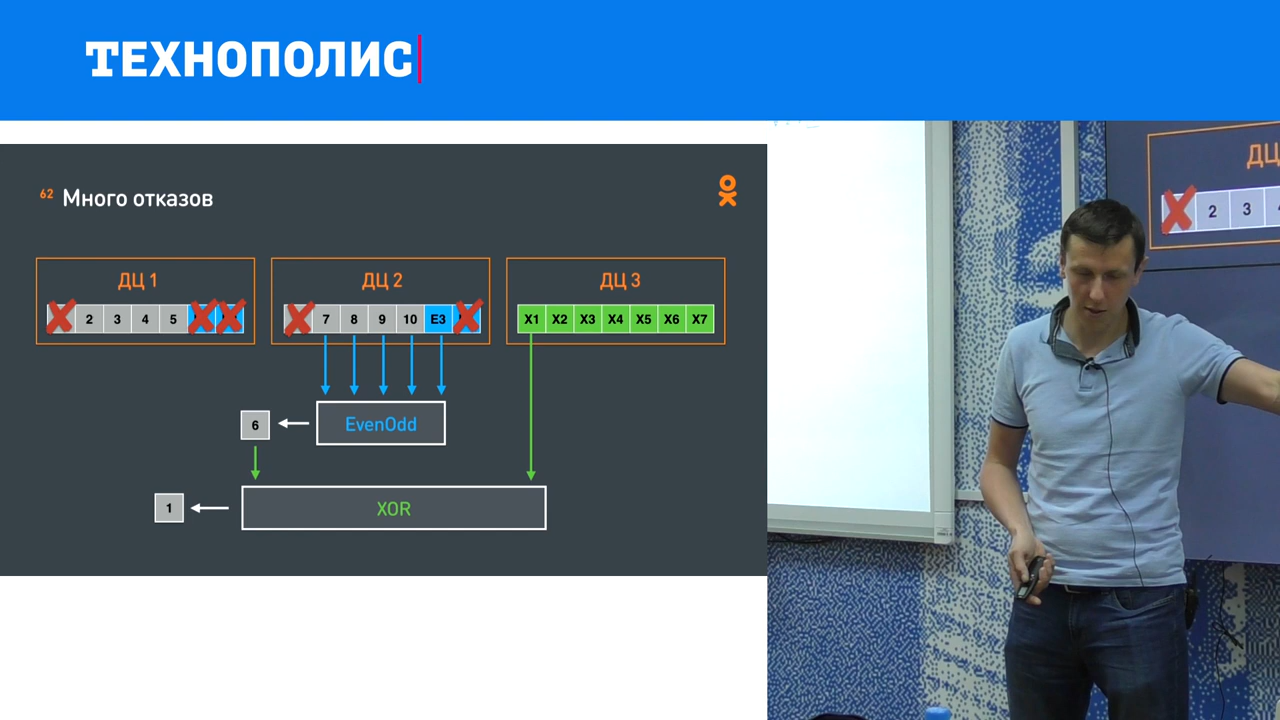 ТЕХНОПОЛИС
62 Много отказов
ДЦ 1
ДЦ 2
ДЦ 3
2 3 4 5
7 8 9 10 E3
X1 X2 X3 X4 X5 X6 X7
6
EvenOdd
1
XOR
ДЦ
2 3